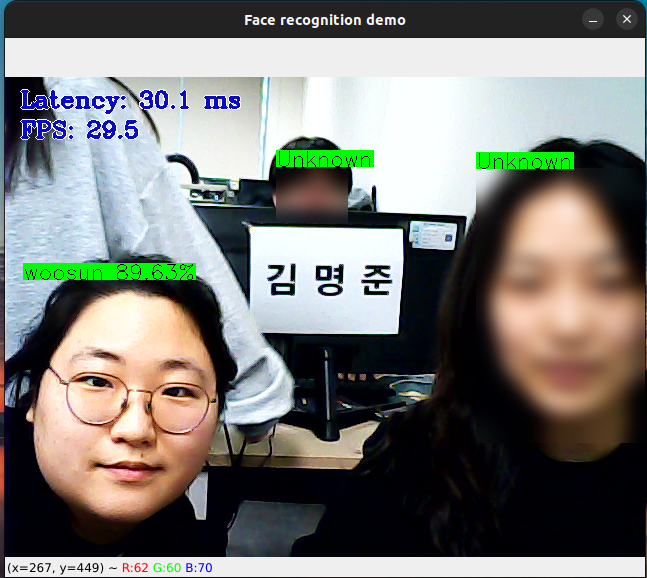 Face recognition demo
Latency: 30.1 ms
FPS: 29.5
Unknown
Unknown
woosun 89.63%
김 명 준
(x=267, y=449) ~ R:62 G:60 B:70